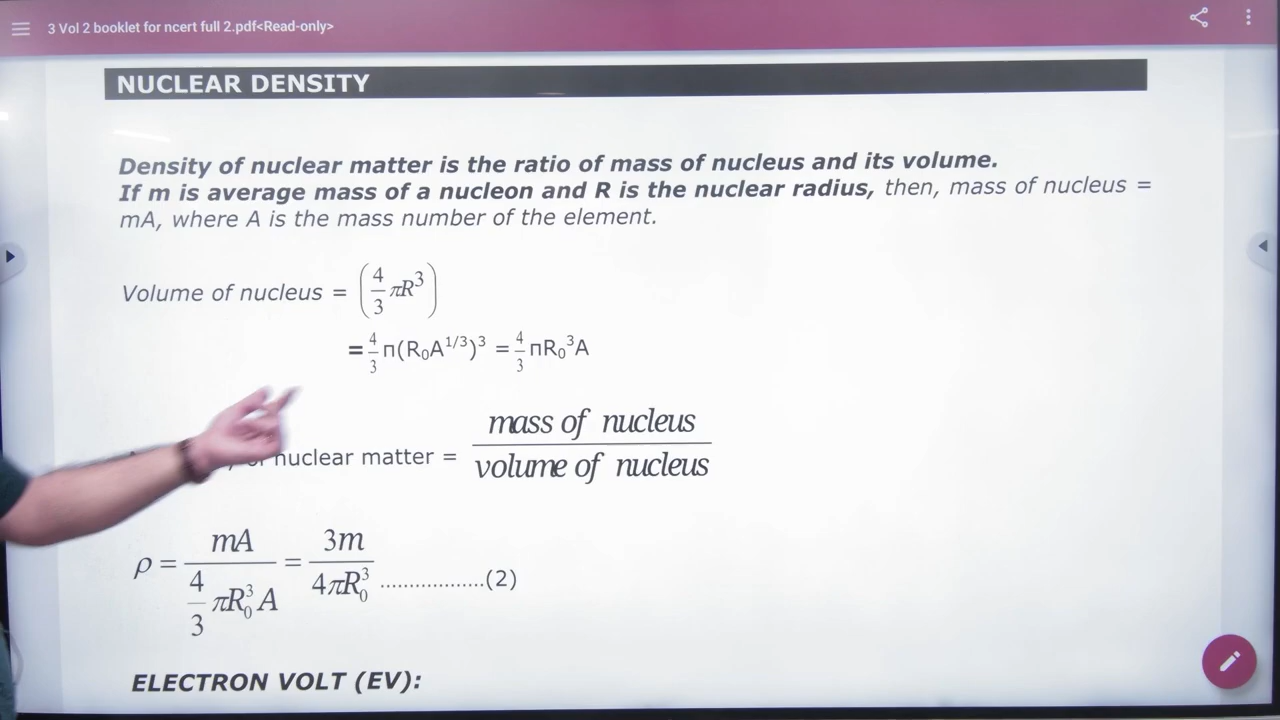 3 Vol 2 booklet for ncert full 2.pdf<Read-only>
NUCLEAR DENSITY
Density of nuclear matter is the ratio of mass of nucleus and its volume.
If m is average mass of a nucleon and R is the nuclear radius, then, mass of nucleus =
mA, where A is the mass number of the element.
Volume of nucleus = (4/3 πR³)
= 4/3 π(R₀A^1/3)³ = 4/3 πR₀³A
nuclear matter = mass of nucleus / volume of nucleus
ρ = mA / (4/3 πR₀³ A) = 3m / 4πR₀³ ..................(2)
ELECTRON VOLT (EV):